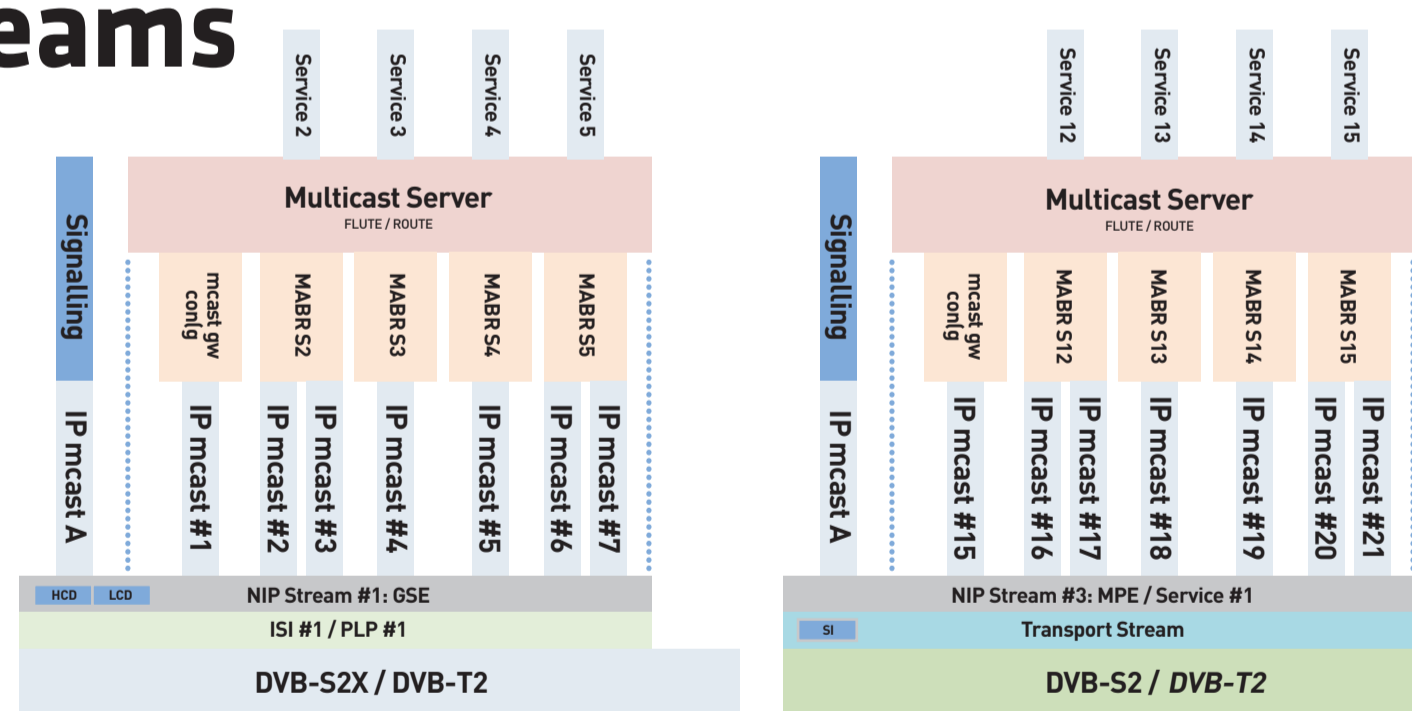 eams
Service 2
Service 3
Service 4
Service 5
Signalling
Multicast Server
FLUTE / ROUTE
mcast gw
con(g
MABR S2
MABR S3
MABR S4
MABR S5
IP mcast A
IP mcast #1
IP mcast #2
IP mcast #3
IP mcast #4
IP mcast #5
IP mcast #6
IP mcast #7
HCD
LCD
NIP Stream #1: GSE
ISI #1 / PLP #1
DVB-S2X / DVB-T2
Service 12
Service 13
Service 14
Service 15
Signalling
Multicast Server
FLUTE / ROUTE
mcast gw
con(g
MABR S12
MABR S13
MABR S14
MABR S15
IP mcast A
IP mcast #15
IP mcast #16
IP mcast #17
IP mcast #18
IP mcast #19
IP mcast #20
IP mcast #21
NIP Stream #3: MPE / Service #1
SI
Transport Stream
DVB-S2 / DVB-T2